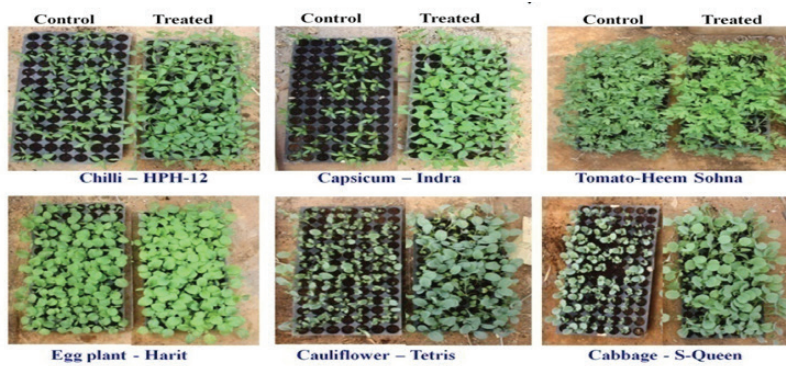 Control Treated Control Treated Control Treated
Chilli – HPH-12 Capsicum – Indra Tomato-Heem Sohna
Egg plant - Harit Cauliflower – Tetris Cabbage - S-Queen